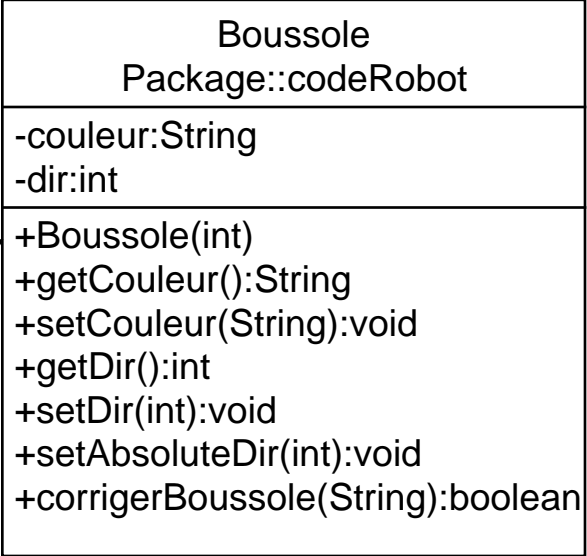 Boussole
Package::codeRobot
-couleur:String
-dir:int
+Boussole(int)
+getCouleur():String
+setCouleur(String):void
+getDir():int
+setDir(int):void
+setAbsoluteDir(int):void
+corrigerBoussole(String):boolean